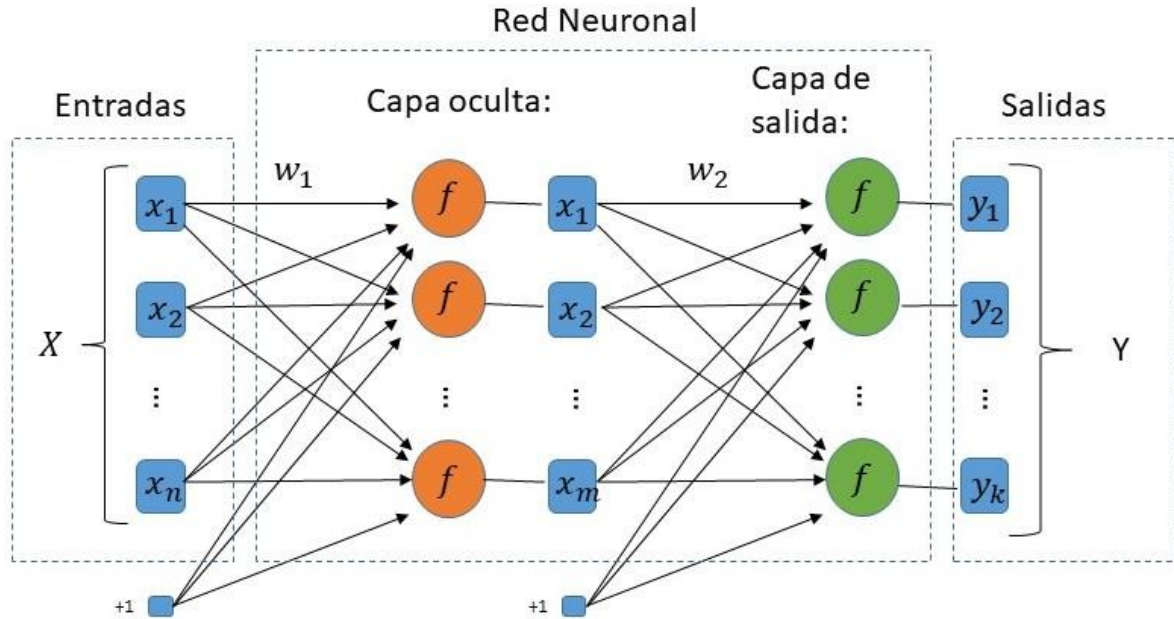 Red Neuronal
Entradas
Capa oculta:
Capa de
salida:
Salidas
w₁
w₂
x₁
f
x₁
f
y₁
x₂
f
x₂
f
y₂
X
Y
...
...
...
...
...
xₙ
f
xₘ
f
yₖ
+1
+1